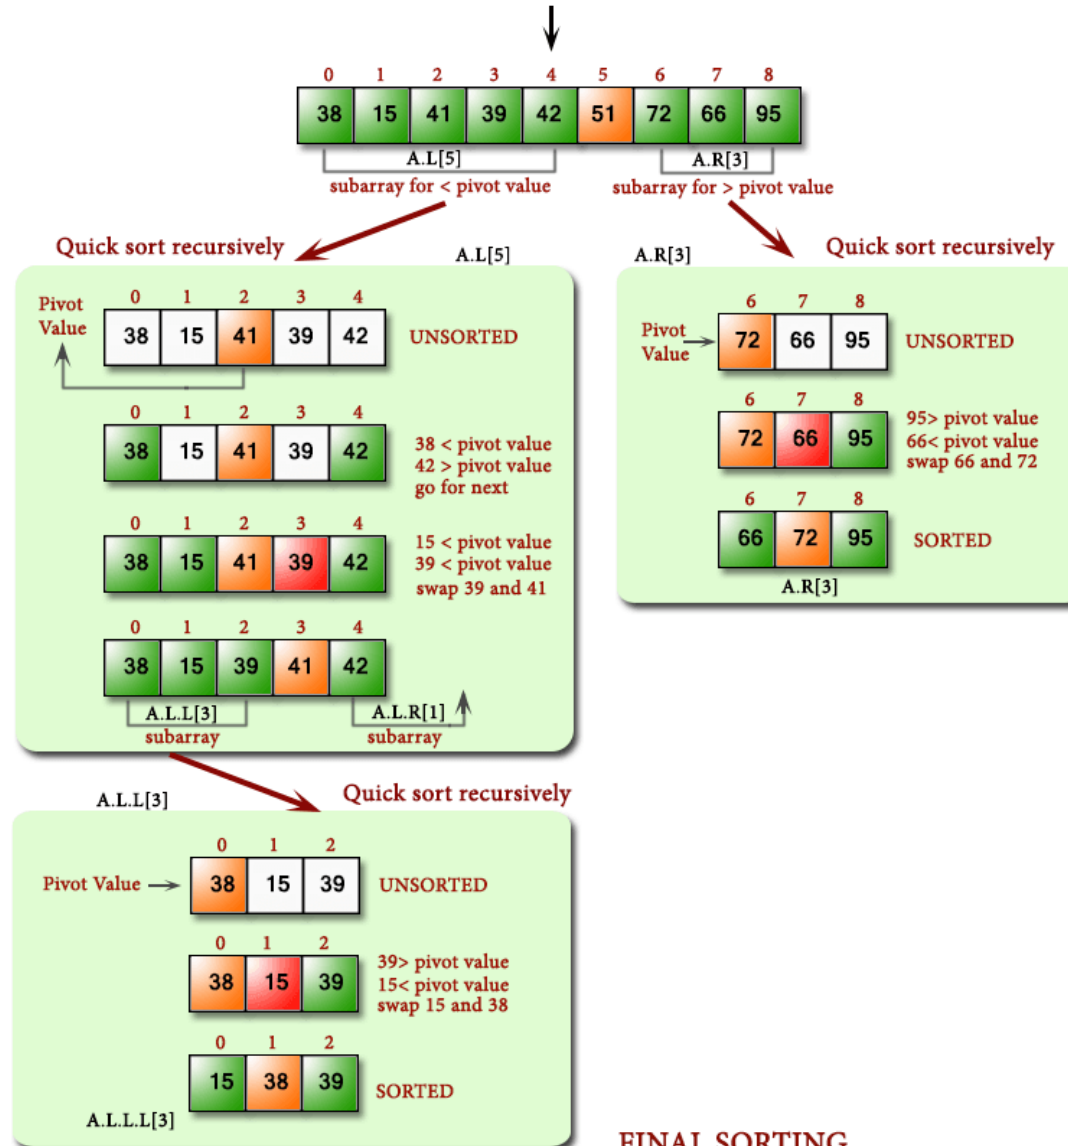 0 1 2 3 4 5 6 7 8
38 15 41 39 42 51 72 66 95
A.L[5] A.R[3]
subarray for < pivot value subarray for > pivot value
Quick sort recursively
A.L[5]
Pivot
Value
0 1 2 3 4
38 15 41 39 42
UNSORTED
0 1 2 3 4
38 15 41 39 42
38 < pivot value
42 > pivot value
go for next
0 1 2 3 4
38 15 41 39 42
15 < pivot value
39 < pivot value
swap 39 and 41
0 1 2 3 4
38 15 39 41 42
A.L.L[3] A.L.R[1]
subarray subarray
Quick sort recursively
A.R[3]
6 7 8
Pivot
Value
72 66 95
UNSORTED
6 7 8
72 66 95
95> pivot value
66< pivot value
swap 66 and 72
6 7 8
66 72 95
SORTED
A.R[3]
Quick sort recursively
A.L.L[3]
0 1 2
Pivot Value
38 15 39
UNSORTED
0 1 2
38 15 39
39> pivot value
15< pivot value
swap 15 and 38
0 1 2
15 38 39
SORTED
A.L.L.L[3]
FINAL SORTING